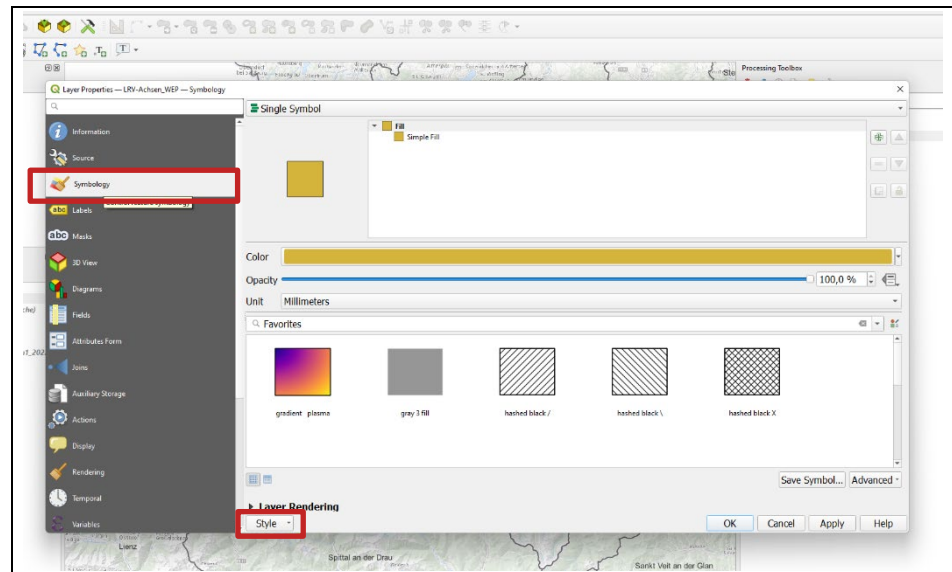 Processing Toolbox
Layer Properties — LRV-Achsen_WEP — Symbology
Single Symbol
Information
Source
Symbology
Labels
Masks
3D View
Diagrams
Fields
Attributes Form
Joins
Auxiliary Storage
Actions
Display
Rendering
Temporal
Variables
Fill
Simple Fill
Color
Opacity
100,0 %
Unit
Millimeters
Favorites
gradient plasma
gray 3 fill
hashed black /
hashed black \
hashed black X
Save Symbol...
Advanced
Layer Rendering
Style
OK
Cancel
Apply
Help
Lienz
Spittal an der Drau
Sankt Veit an der Glan